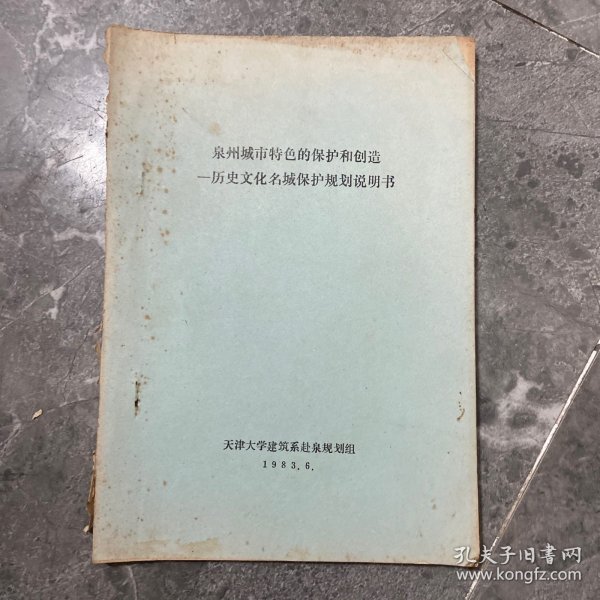 泉州城市特色的保护和创造
—历史文化名城保护规划说明书
天津大学建筑系赴泉规划组
1983.6.
孔夫子旧書网
www.kongfz.com